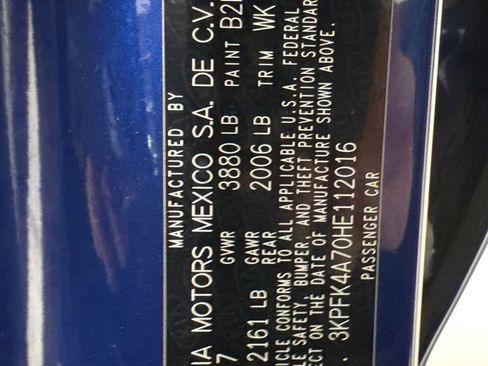 MANUFACTURED BY
IA MOTORS MEXICO S.A. DE C.V.
7 GVWR 3880 LB PAINT
2161 LB GAWR REAR 2006 LB TRIM WK
ICLE CONFORMS TO ALL APPLICABLE U.S.A. FEDERAL
LE SAFETY, BUMPER, AND THEFT PREVENTION STANDAR
ECT ON THE DATE OF MANUFACTURE SHOWN ABOVE.
. 3KPFK4A70HE112016
PASSENGER CAR